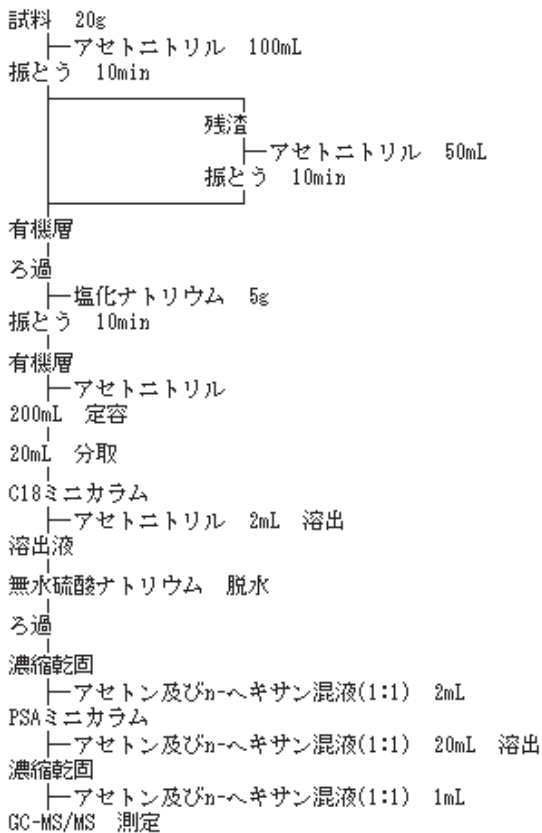 試料 20g
アセトニトリル 100mL
振とう 10min
残渣
アセトニトリル 50mL
振とう 10min
有機層
ろ過
塩化ナトリウム 5g
振とう 10min
有機層
アセトニトリル
200mL 定容
20mL 分取
C18ミニカラム
アセトニトリル 2mL 溶出
溶出液
無水硫酸ナトリウム 脱水
ろ過
濃縮乾固
アセトン及びn-ヘキサン混液(1:1) 2mL
PSAミニカラム
アセトン及びn-ヘキサン混液(1:1) 20mL 溶出
濃縮乾固
アセトン及びn-ヘキサン混液(1:1) 1mL
GC-MS/MS 測定